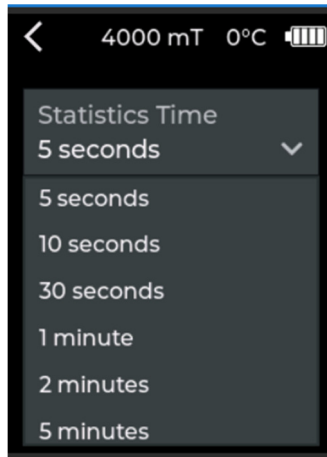 4000 mT 0°C
Statistics Time
5 seconds
5 seconds
10 seconds
30 seconds
1 minute
2 minutes
5 minutes